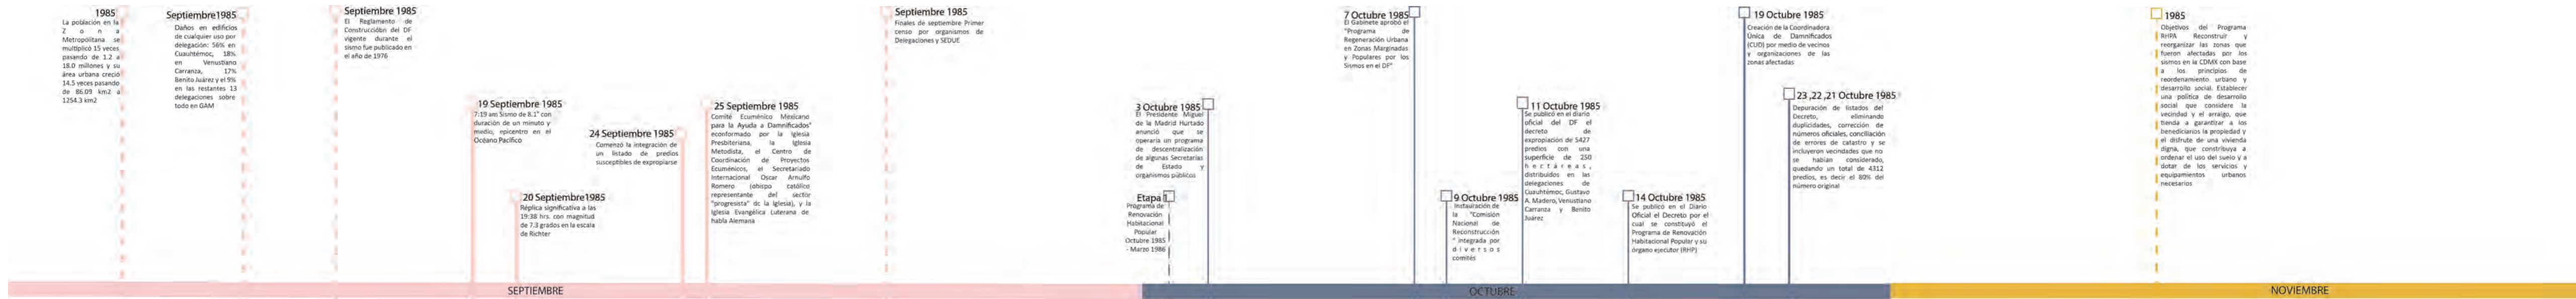 1985
La población en la
Z o n a
Metropolitana se
multiplicó 15 veces
pasando de 1.2 a
18.0 millones y su
área urbana creció
14.5 veces pasando
de 86.09 km2 a
1254.3 km2
Septiembre1985
Daños en edificios
de cualquier uso por
delegación: 56% en
Cuauhtémoc, 18%
en Venustiano
Carranza, 17%
Benito Juárez y el 9%
en las restantes 13
delegaciones sobre
todo en GAM
Septiembre 1985
El Reglamento de
Construcción del DF
vigente durante el
sismo fue publicado en
el año de 1976
19 Septiembre 1985
7:19 am Sismo de 8.1° con
duración de un minuto y
medio, epicentro en el
Océano Pacífico
20 Septiembre1985
Réplica significativa a las
19:38 hrs. con magnitud
de 7.3 grados en la escala
de Richter
24 Septiembre 1985
Comenzó la integración de
un listado de predios
susceptibles de expropiarse
25 Septiembre 1985
Comité Ecuménico Mexicano
para la Ayuda a Damnificados"
econformado por la Iglesia
Presbiteriana, la Iglesia
Metodista, el Centro de
Coordinación de Proyectos
Ecuménicos, el Secretariado
Internacional Oscar Arnulfo
Romero (obispo católico
representante del sector
"progresista" de la Iglesia), y la
Iglesia Evangélica Luterana de
habla Alemana
Septiembre 1985
Finales de septiembre Primer
censo por organismos de
Delegaciones y SEDUE
3 Octubre 1985
El Presidente Miguel
de la Madrid Hurtado
anunció que se
operaría un programa
de descentralización
de algunas Secretarías
de Estado y
organismos públicos
Etapa 1
Programa de
Renovación
Habitacional
Popular
Octubre 1985
- Marzo 1986
7 Octubre 1985
El Gabinete aprobó el
"Programa de
Regeneración Urbana
en Zonas Marginadas
y Populares por los
Sismos en el DF"
9 Octubre 1985
Instauración de
la "Comisión
Nacional de
Reconstrucción
" integrada por
d i v e r s o s
comités
11 Octubre 1985
Se publicó en el diario
oficial del DF el
decreto de
expropiación de 5427
predios con una
superficie de 250
h e c t á r e a s ,
distribuidos en las
delegaciones de
Cuauhtémoc, Gustavo
A. Madero, Venustiano
Carranza y Benito
Juárez
14 Octubre 1985
Se publicó en el Diario
Oficial el Decreto por el
cual se constituyó el
Programa de Renovación
Habitacional Popular y su
órgano ejecutor (RHP)
19 Octubre 1985
Creación de la Coordinadora
Única de Damnificados
(CUD) por medio de vecinos
y organizaciones de las
zonas afectadas
23 ,22 ,21 Octubre 1985
Depuración de listados del
Decreto, eliminando
duplicidades, corrección de
números oficiales, conciliación
de errores de catastro y se
incluyeron vecindades que no
se habían considerado,
quedando un total de 4312
predios, es decir el 80% del
número original
1985
Objetivos del Programa
RHPA Reconstruir y
reorganizar las zonas que
fueron afectadas por los
sismos en la CDMX con base
a los principios de
reordenamiento urbano y
desarrollo social. Establecer
una política de desarrollo
social que considere la
vecindad y el arraigo, que
tienda a garantizar a los
benedicianos la propiedad y
el disfrute de una vivienda
digna, que constribuya a
ordenar el uso del suelo y a
dotar de los servicios y
equipamientos urbanos
necesarios
SEPTIEMBRE
OCTUBRE
NOVIEMBRE